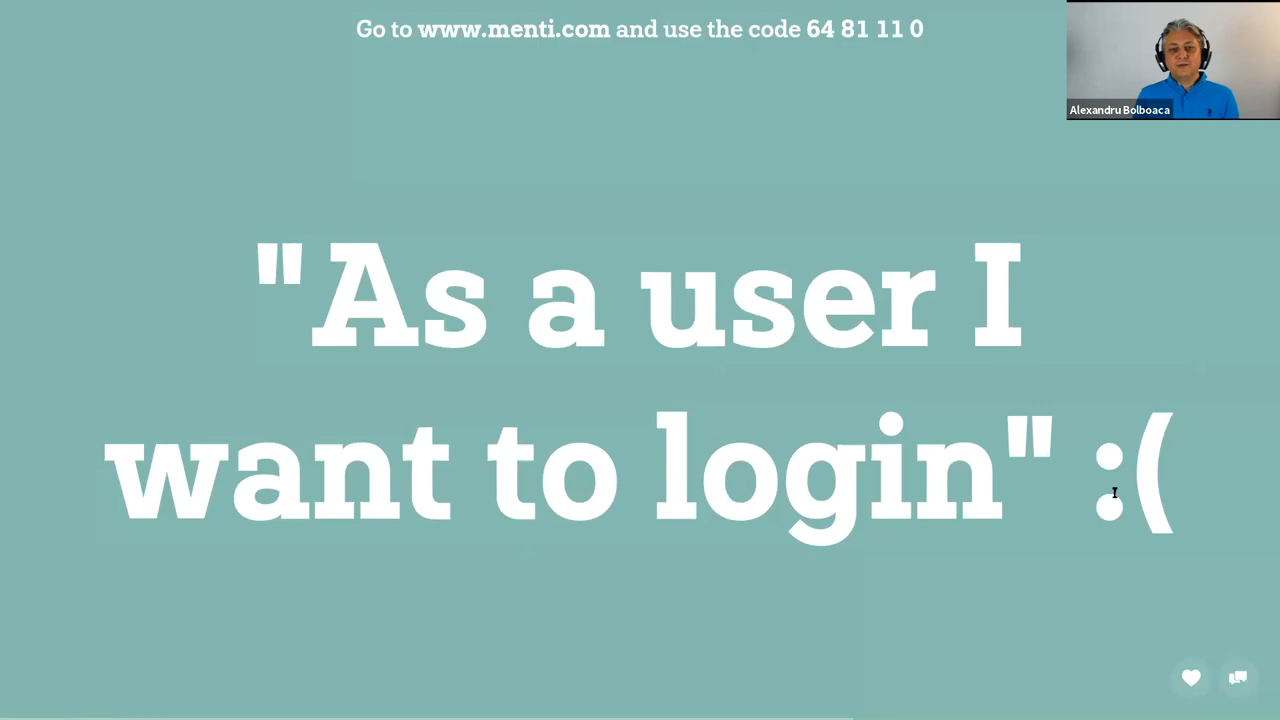 Go to www.menti.com and use the code 64 81 11 0
Alexandru Bolboaca
"As a user I
want to login" :(